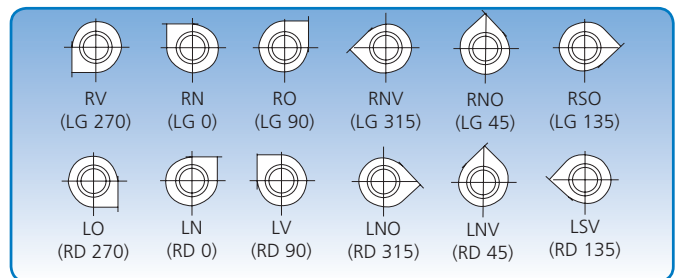 RV RN RO RNV RNO RSO
(LG 270) (LG 0) (LG 90) (LG 315) (LG 45) (LG 135)
LO LN LV LNO LNV LSV
(RD 270) (RD 0) (RD 90) (RD 315) (RD 45) (RD 135)